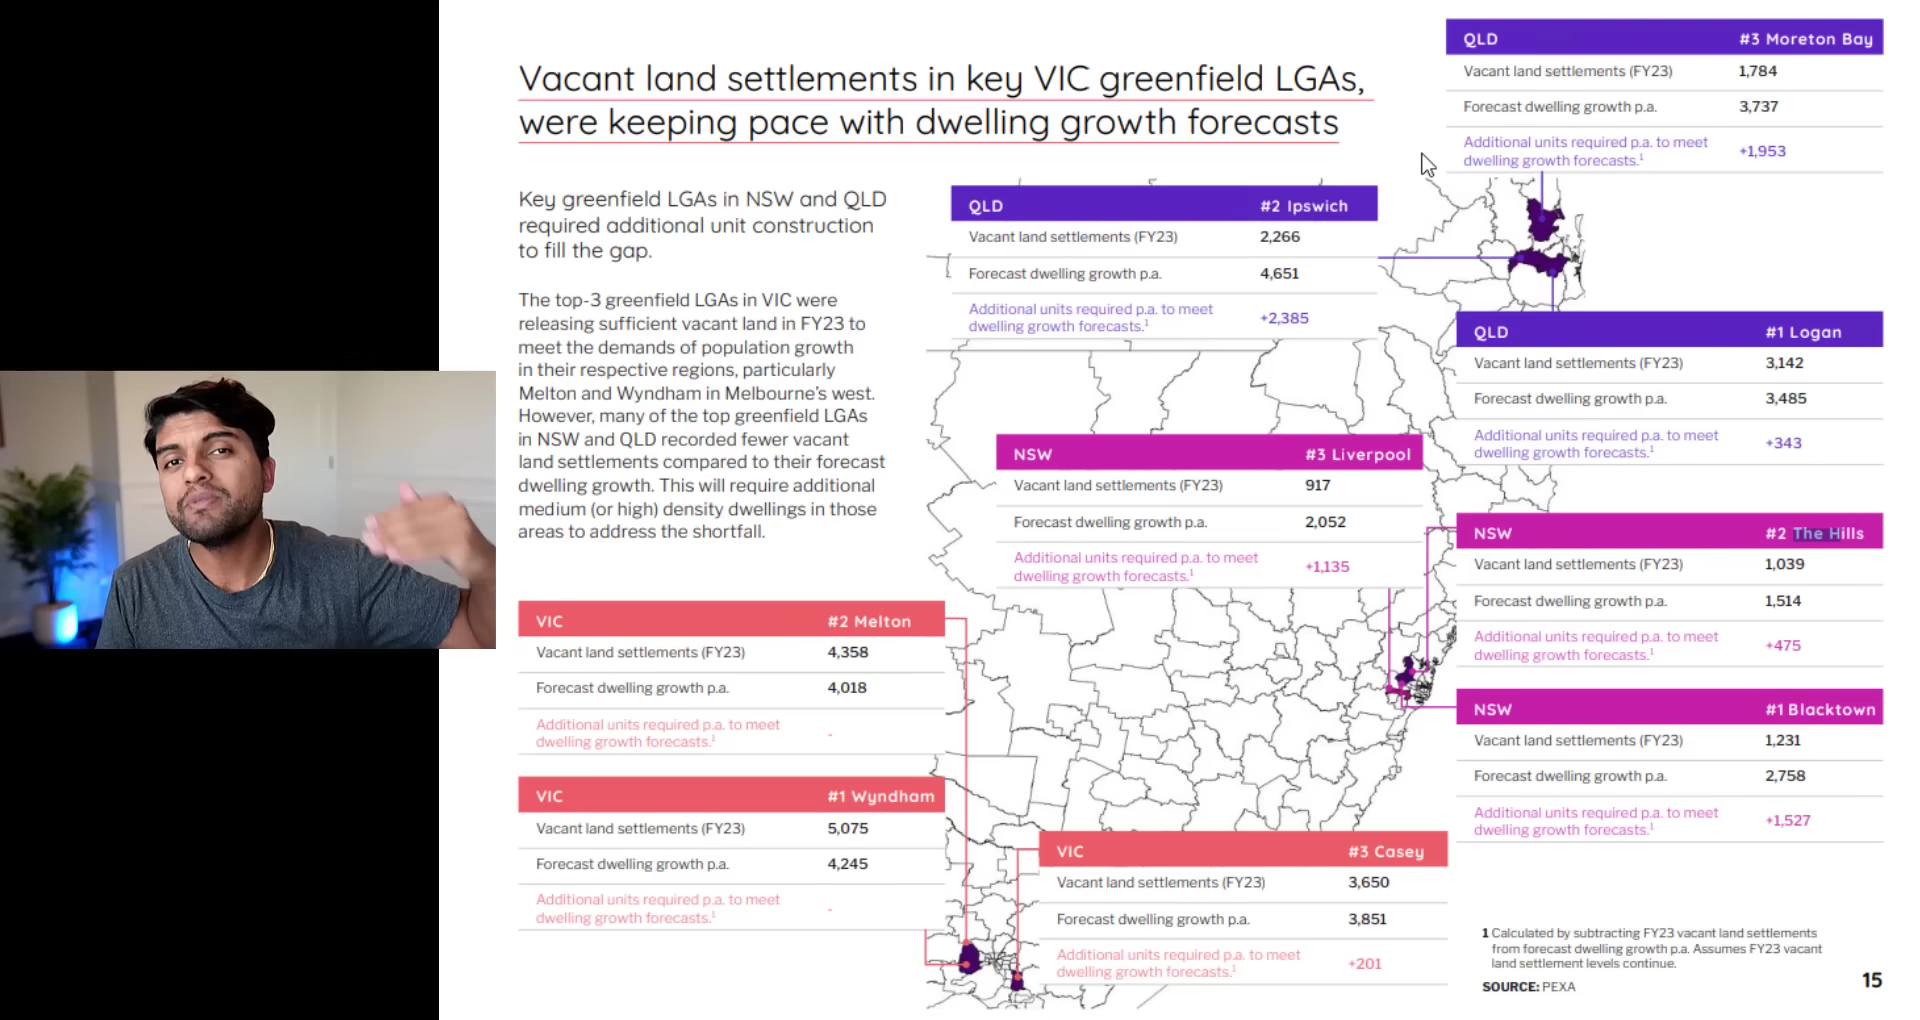 Vacant land settlements in key VIC greenfield LGAs,
were keeping pace with dwelling growth forecasts
Key greenfield LGAs in NSW and QLD
required additional unit construction
to fill the gap.
The top-3 greenfield LGAs in VIC were
releasing sufficient vacant land in FY23 to
meet the demands of population growth
in their respective regions, particularly
Melton and Wyndham in Melbourne's west.
However, many of the top greenfield LGAs
in NSW and QLD recorded fewer vacant
land settlements compared to their forecast
dwelling growth. This will require additional
medium (or high) density dwellings in those
areas to address the shortfall.
QLD #3 Moreton Bay
Vacant land settlements (FY23) 1,784
Forecast dwelling growth p.a. 3,737
Additional units required p.a. to meet
dwelling growth forecasts.1 +1,953
QLD #2 Ipswich
Vacant land settlements (FY23) 2,266
Forecast dwelling growth p.a. 4,651
Additional units required p.a. to meet
dwelling growth forecasts.1 +2,385
QLD #1 Logan
Vacant land settlements (FY23) 3,142
Forecast dwelling growth p.a. 3,485
Additional units required p.a. to meet
dwelling growth forecasts.1 +343
NSW #3 Liverpool
Vacant land settlements (FY23) 917
Forecast dwelling growth p.a. 2,052
Additional units required p.a. to meet
dwelling growth forecasts.1 +1,135
NSW #2 The Hills
Vacant land settlements (FY23) 1,039
Forecast dwelling growth p.a. 1,514
Additional units required p.a. to meet
dwelling growth forecasts.1 +475
NSW #1 Blacktown
Vacant land settlements (FY23) 1,231
Forecast dwelling growth p.a. 2,758
Additional units required p.a. to meet
dwelling growth forecasts.1 +1,527
VIC #2 Melton
Vacant land settlements (FY23) 4,358
Forecast dwelling growth p.a. 4,018
Additional units required p.a. to meet
dwelling growth forecasts.1 -
VIC #1 Wyndham
Vacant land settlements (FY23) 5,075
Forecast dwelling growth p.a. 4,245
Additional units required p.a. to meet
dwelling growth forecasts.1 -
VIC #3 Casey
Vacant land settlements (FY23) 3,650
Forecast dwelling growth p.a. 3,851
Additional units required p.a. to meet
dwelling growth forecasts.1 +201
1 Calculated by subtracting FY23 vacant land settlements
from forecast dwelling growth p.a. Assumes FY23 vacant
land settlement levels continue.
SOURCE: PEXA
15